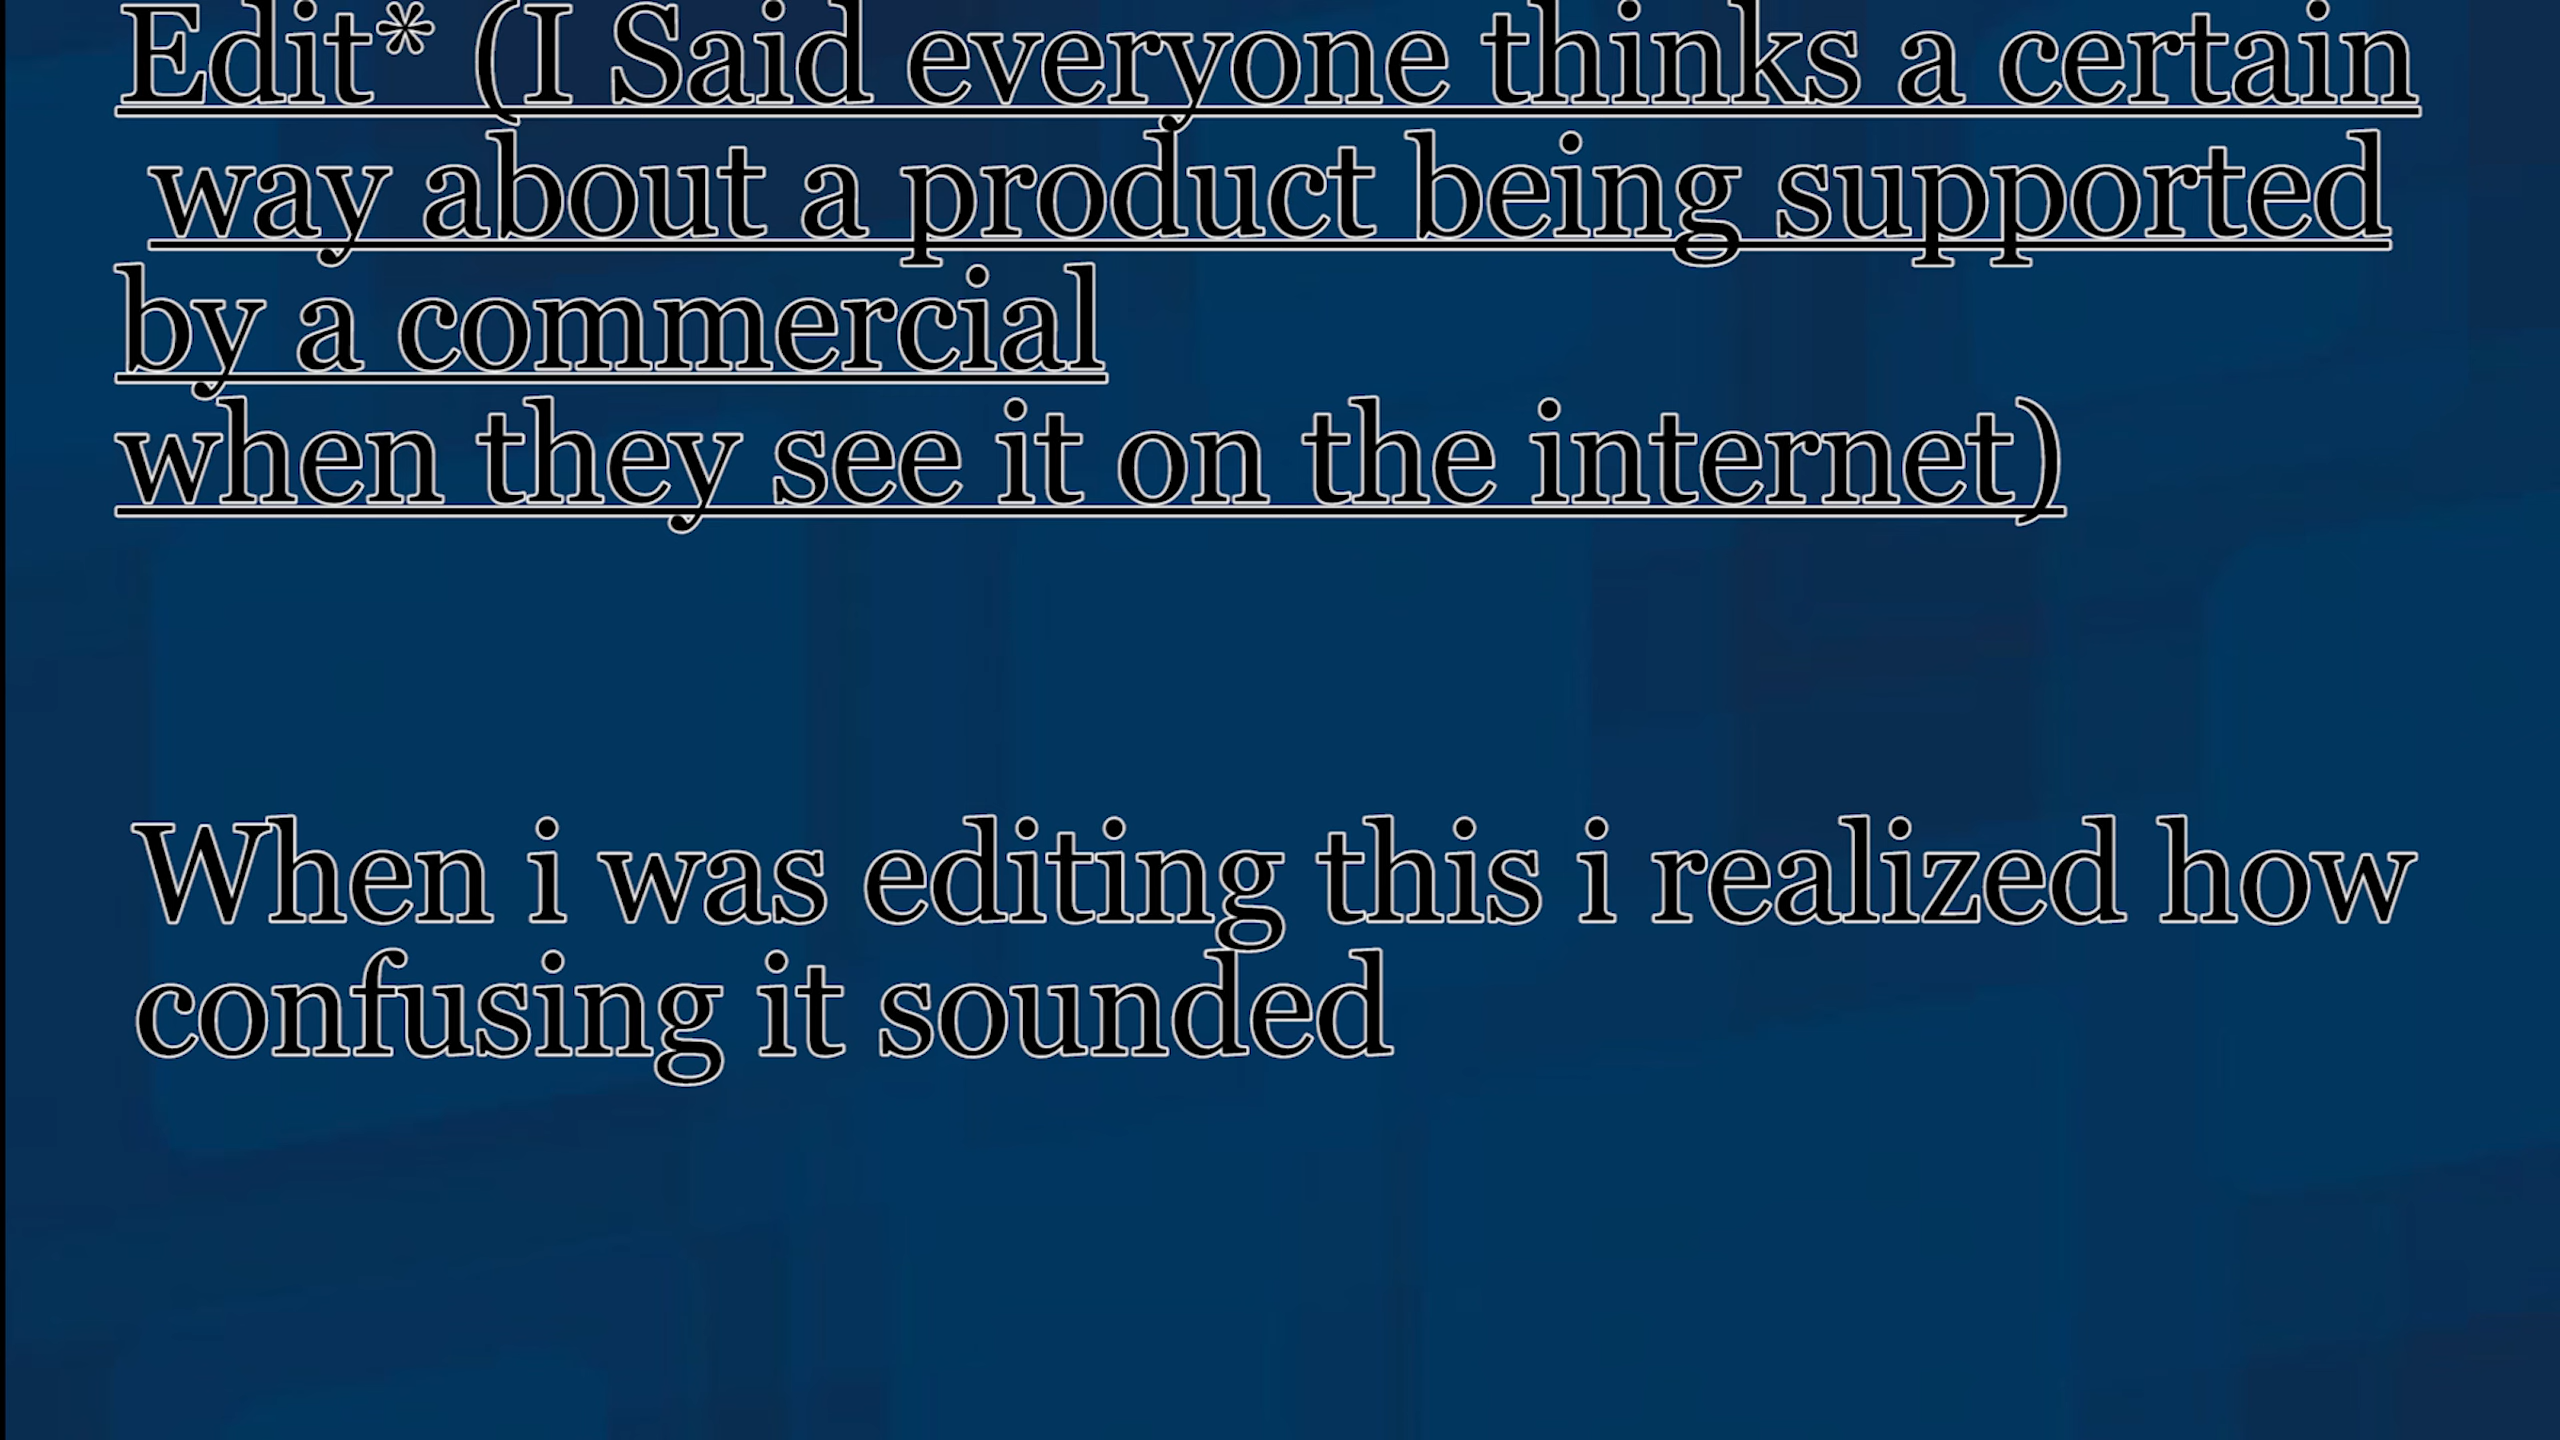 Edit* (I Said everyone thinks a certain
way about a product being supported
by a commercial
when they see it on the internet)
When i was editing this i realized how
confusing it sounded